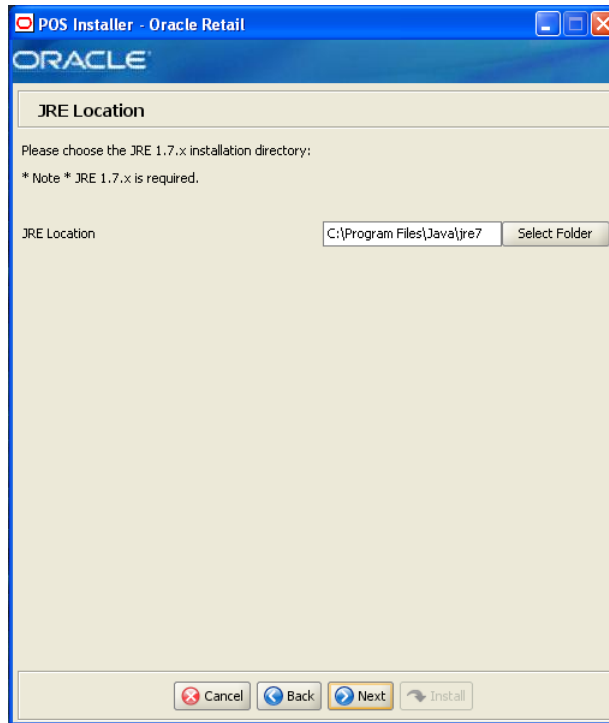 POS Installer - Oracle Retail
ORACLE
JRE Location
Please choose the JRE 1.7.x installation directory:
* Note * JRE 1.7.x is required.
JRE Location C:\Program Files\Java\jre7 Select Folder
Cancel Back Next Install